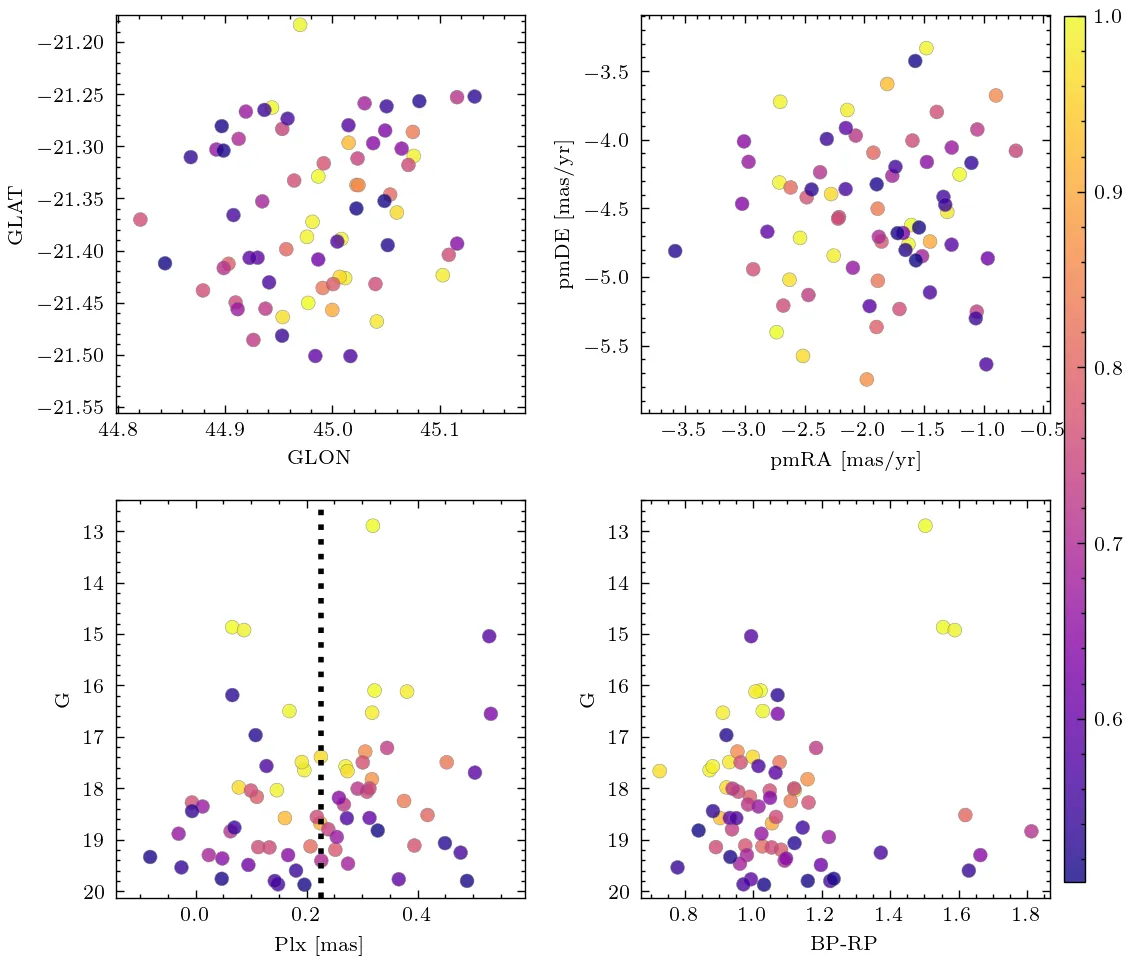 −21.20
−21.25
−21.30
−21.35
−21.40
−21.45
−21.50
−21.55
GLAT
44.8 44.9 45.0 45.1
GLON
−3.5
−4.0
−4.5
−5.0
−5.5
pmDE [mas/yr]
−3.5 −3.0 −2.5 −2.0 −1.5 −1.0 −0.5
pmRA [mas/yr]
1.0
0.9
0.8
0.7
0.6
13
14
15
16
17
18
19
20
G
0.0 0.2 0.4
Plx [mas]
13
14
15
16
17
18
19
20
G
0.8 1.0 1.2 1.4 1.6 1.8
BP-RP